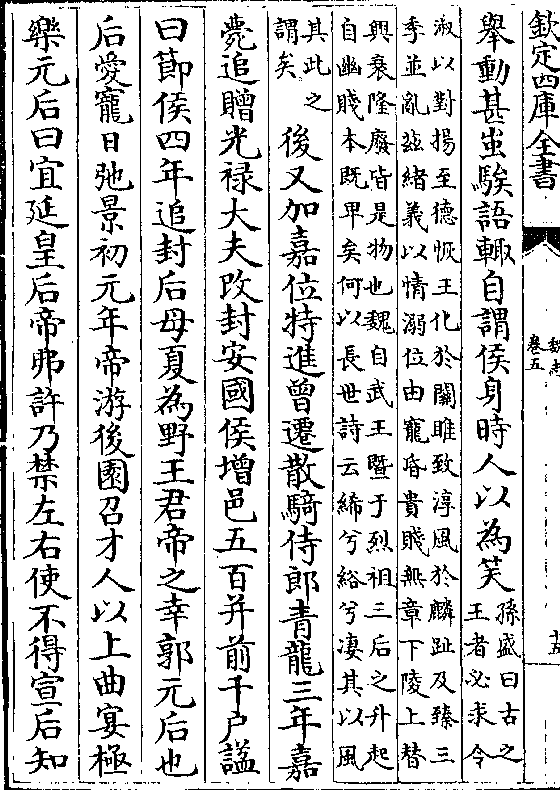 欽定四庫全書
魏志
卷五
十五
舉動甚蚩騃語輒自謂侯身時人以為笑
孫盛曰古之
王者必求令
淑以對揚至德恢王化於關雎致淳風於麟趾及臻三
季並亂茲緒義以情溺位由寵昏貴賤無章下陵上替
興衰隆廢皆是物也魏自武王暨于烈祖三后之升起
自幽賤本既卑矣何以長世詩云絺兮綌兮凄其以風
其此之
謂矣
後又加嘉位特進曾遷散騎侍郎青龍三年嘉
薨追贈光禄大夫改封安國侯增邑五百并前千户諡
曰節侯四年追封后母夏為野王君帝之幸郭元后也
后愛寵日弛景初元年帝游後園召才人以上曲宴極
樂元后曰宜延皇后帝弗許乃禁左右使不得宣后知